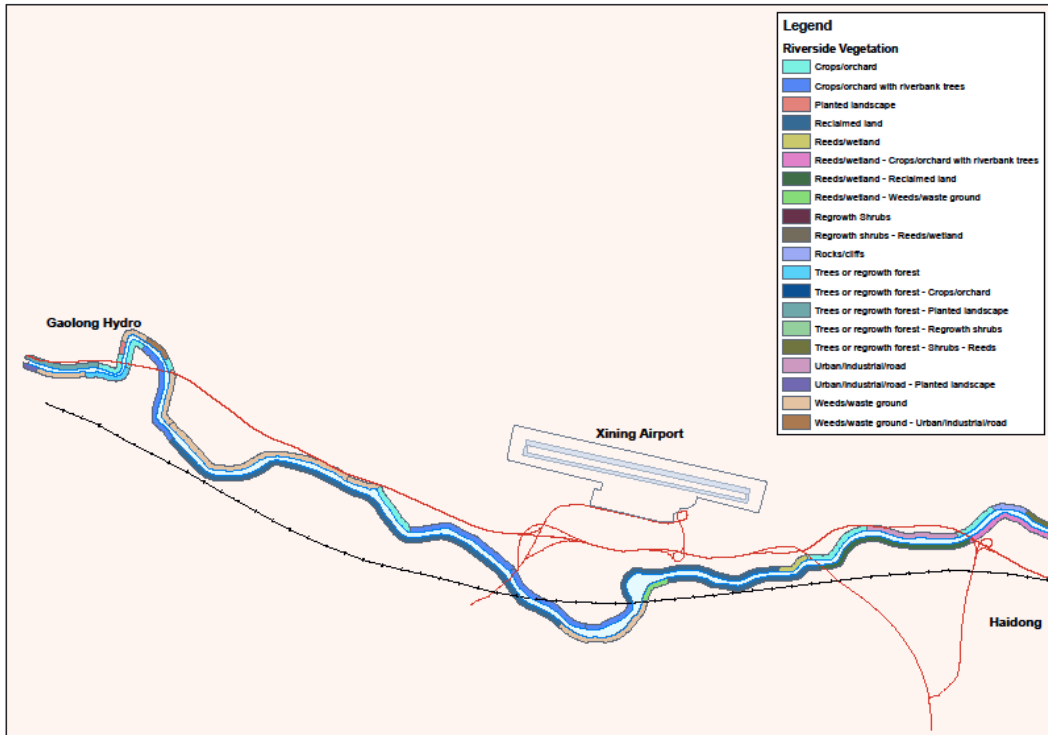 Legend
Riverside Vegetation
Crops/orchard
Crops/orchard with riverbank trees
Planted landscape
Reclaimed land
Reeds/wetland
Reeds/wetland - Crops/orchard with riverbank trees
Reeds/wetland - Reclaimed land
Reeds/wetland - Weeds/waste ground
Regrowth Shrubs
Regrowth shrubs - Reeds/wetland
Rocks/cliffs
Trees or regrowth forest
Trees or regrowth forest - Crops/orchard
Trees or regrowth forest - Planted landscape
Trees or regrowth forest - Regrowth shrubs
Trees or regrowth forest - Shrubs - Reeds
Urban/industrial/road
Urban/industrial/road - Planted landscape
Weeds/waste ground
Weeds/waste ground - Urban/industrial/road
Gaolong Hydro
Xining Airport
Haidong